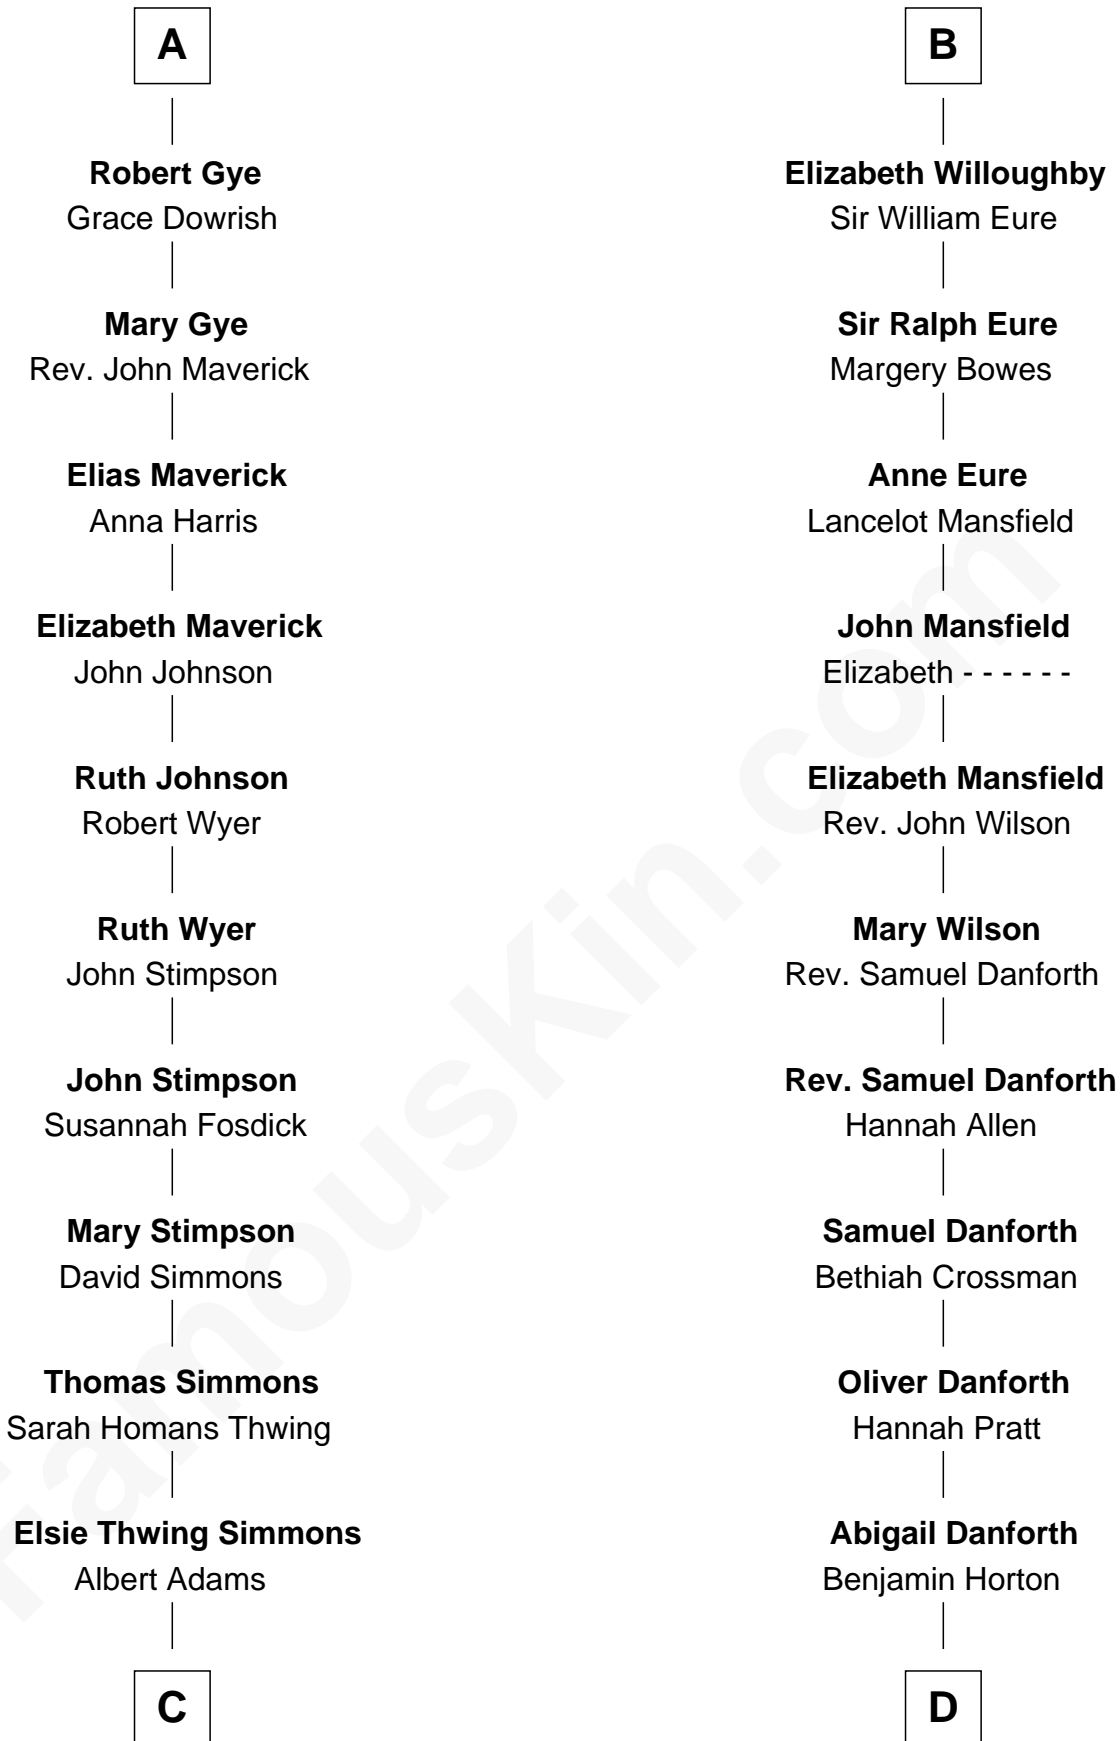 A
Robert Gye
Grace Dowrish
Mary Gye
Rev. John Maverick
Elias Maverick
Anna Harris
Elizabeth Maverick
John Johnson
Ruth Johnson
Robert Wyer
Ruth Wyer
John Stimpson
John Stimpson
Susannah Fosdick
Mary Stimpson
David Simmons
Thomas Simmons
Sarah Homans Thwing
Elsie Thwing Simmons
Albert Adams
C
B
Elizabeth Willoughby
Sir William Eure
Sir Ralph Eure
Margery Bowes
Anne Eure
Lancelot Mansfield
John Mansfield
Elizabeth - - - - - -
Elizabeth Mansfield
Rev. John Wilson
Mary Wilson
Rev. Samuel Danforth
Rev. Samuel Danforth
Hannah Allen
Samuel Danforth
Bethiah Crossman
Oliver Danforth
Hannah Pratt
Abigail Danforth
Benjamin Horton
D
FamousKin.com